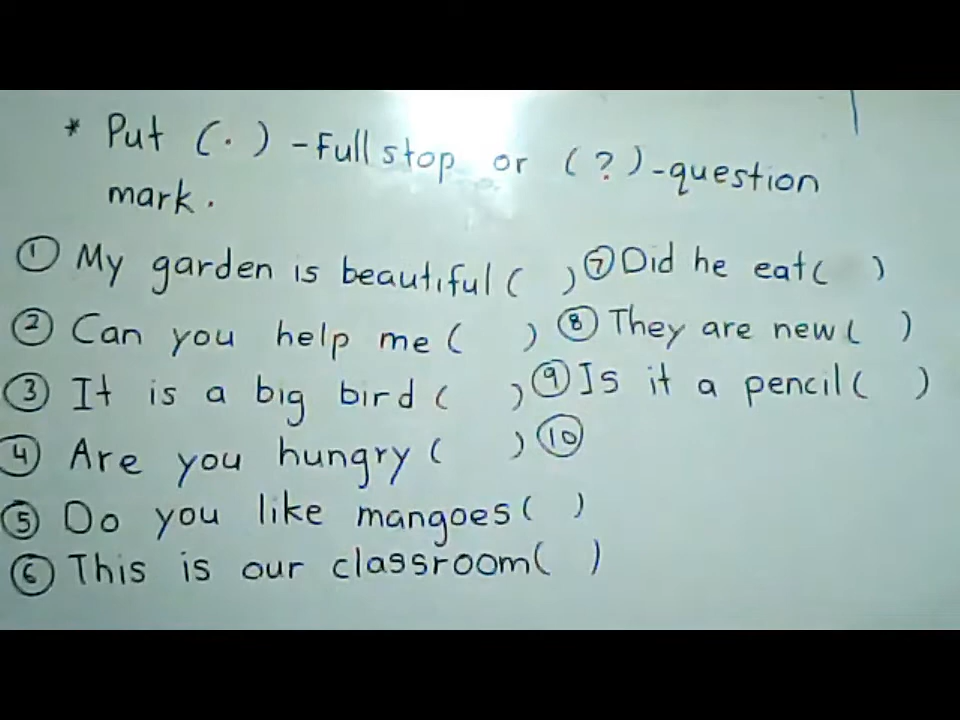 * Put (.) - Full stop or (?) - question
mark.
① My garden is beautiful ( )
② Can you help me ( )
③ It is a big bird ( )
④ Are you hungry ( )
⑤ Do you like mangoes ( )
⑥ This is our classroom ( )
⑦ Did he eat ( )
⑧ They are new ( )
⑨ Is it a pencil ( )
⑩